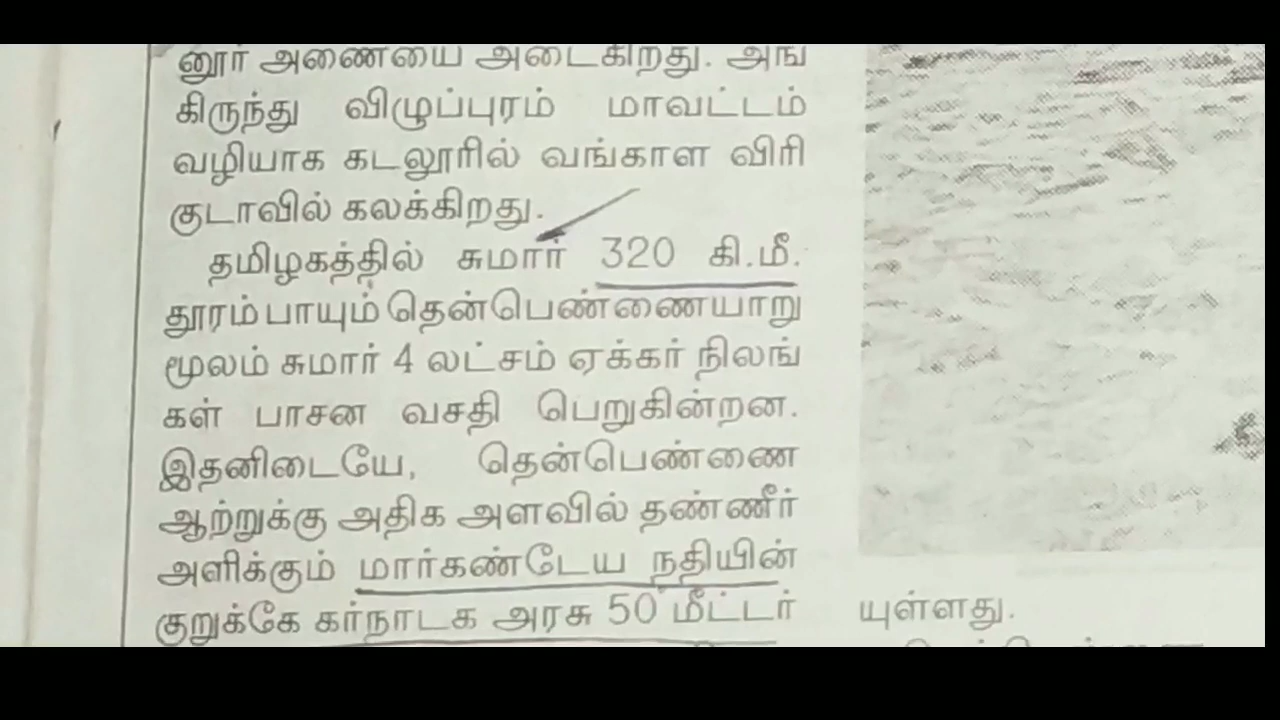 னூர் அணையை அடைகிறது. அங்
கிருந்து விழுப்புரம் மாவட்டம்
வழியாக கடலூரில் வங்காள விரி
குடாவில் கலக்கிறது.
தமிழகத்தில் சுமார் 320 கி.மீ.
தூரம் பாயும் தென்பெண்ணையாறு
மூலம் சுமார் 4 லட்சம் ஏக்கர் நிலங்
கள் பாசன வசதி பெறுகின்றன.
இதனிடையே, தென்பெண்ணை
ஆற்றுக்கு அதிக அளவில் தண்ணீர்
அளிக்கும் மார்கண்டேய நதியின்
குறுக்கே கர்நாடக அரசு 50 மீட்டர்
யுள்ளது.